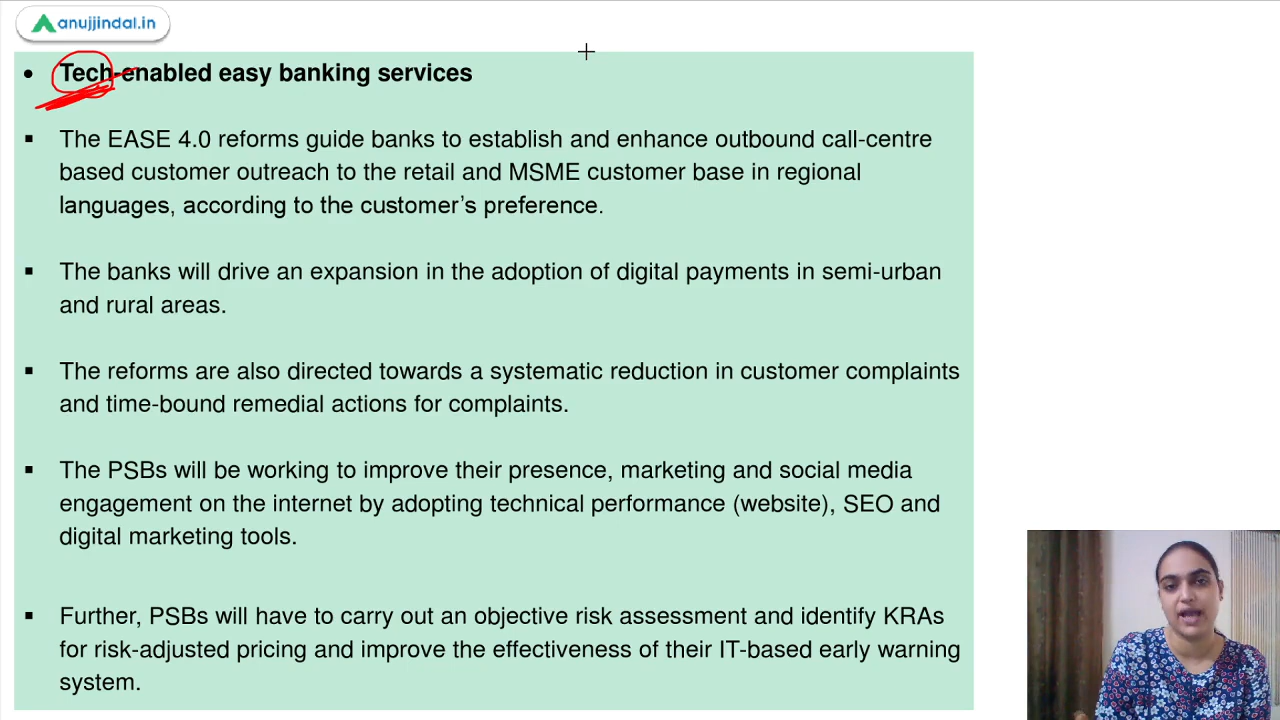 anujjindal.in
• Tech-enabled easy banking services
▪ The EASE 4.0 reforms guide banks to establish and enhance outbound call-centre
based customer outreach to the retail and MSME customer base in regional
languages, according to the customer’s preference.
▪ The banks will drive an expansion in the adoption of digital payments in semi-urban
and rural areas.
▪ The reforms are also directed towards a systematic reduction in customer complaints
and time-bound remedial actions for complaints.
▪ The PSBs will be working to improve their presence, marketing and social media
engagement on the internet by adopting technical performance (website), SEO and
digital marketing tools.
▪ Further, PSBs will have to carry out an objective risk assessment and identify KRAs
for risk-adjusted pricing and improve the effectiveness of their IT-based early warning
system.